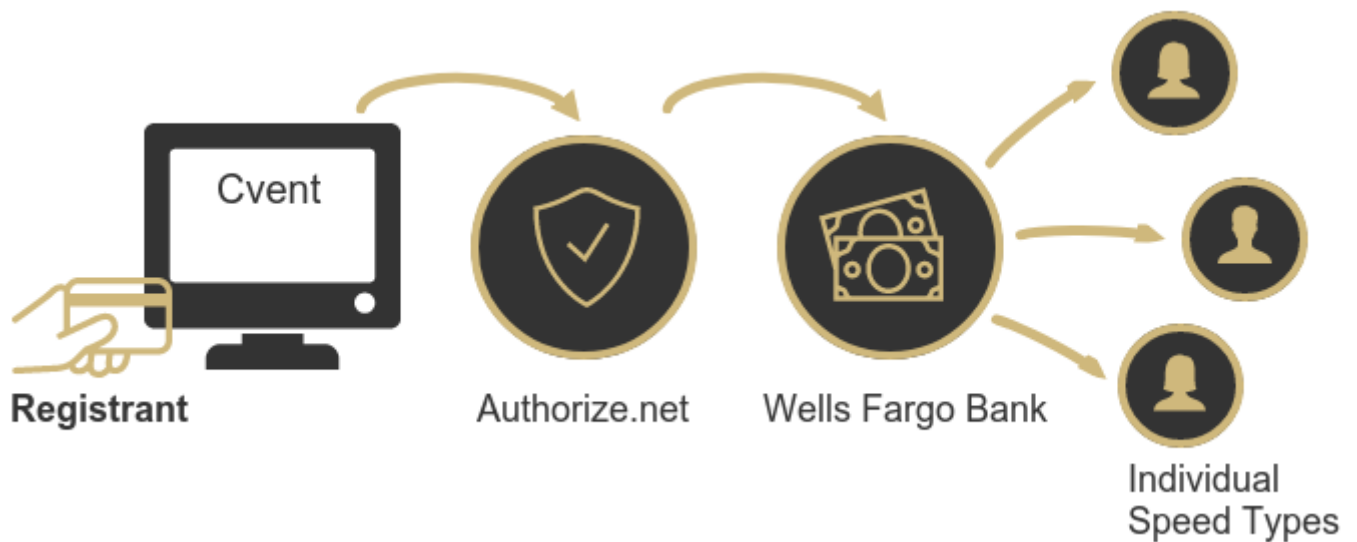 Cvent
Registrant
Authorize.net
Wells Fargo Bank
Individual
Speed Types